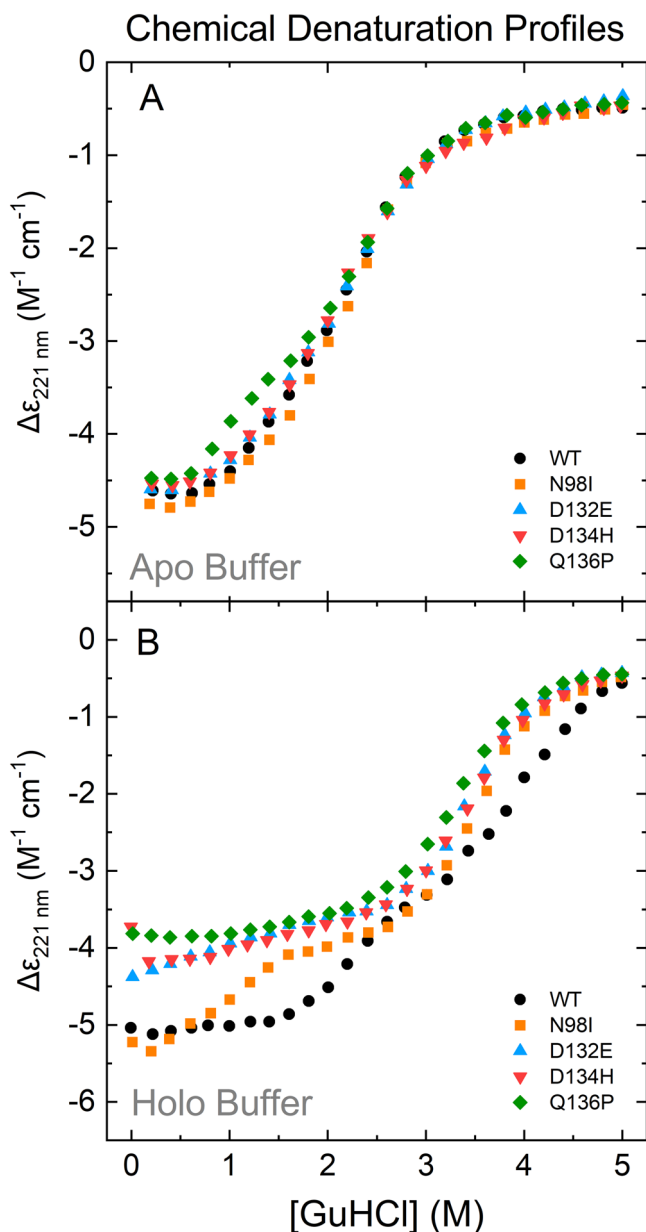 Chemical Denaturation Profiles
A
0
-1
-2
-3
-4
-5
Δε221 nm (M-1 cm-1)
WT
N98I
D132E
D134H
Q136P
Apo Buffer
B
0
-1
-2
-3
-4
-5
-6
Δε221 nm (M-1 cm-1)
WT
N98I
D132E
D134H
Q136P
Holo Buffer
0 1 2 3 4 5
[GuHCl] (M)